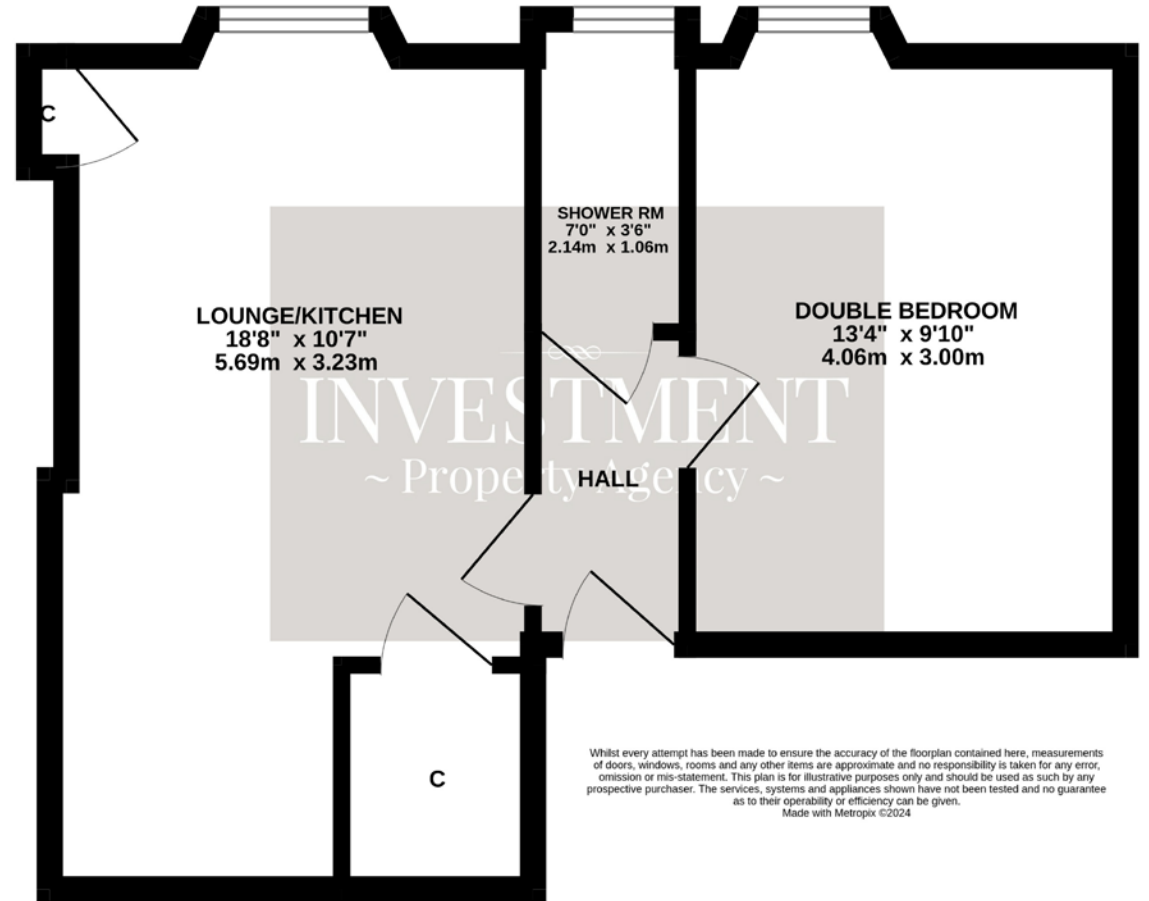 C
SHOWER RM
7'0" x 3'6"
2.14m x 1.06m
LOUNGE/KITCHEN
18'8" x 10'7"
5.69m x 3.23m
DOUBLE BEDROOM
13'4" x 9'10"
4.06m x 3.00m
INVESTMENT
~ Property Agency ~
HALL
C
Whilst every attempt has been made to ensure the accuracy of the floorplan contained here, measurements
of doors, windows, rooms and any other items are approximate and no responsibility is taken for any error,
omission or mis-statement. This plan is for illustrative purposes only and should be used as such by any
prospective purchaser. The services, systems and appliances shown have not been tested and no guarantee
as to their operability or efficiency can be given.
Made with Metropix ©2024